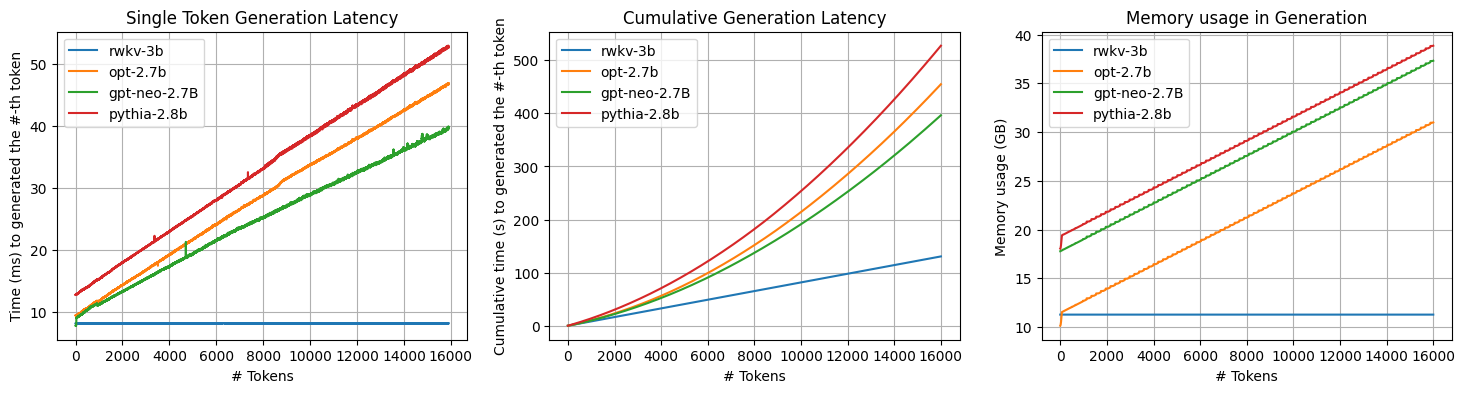 Single Token Generation Latency
Time (ms) to generated the #-th token
50
40
30
20
10
rwkv-3b
opt-2.7b
gpt-neo-2.7B
pythia-2.8b
0 2000 4000 6000 8000 10000 12000 14000 16000
# Tokens
Cumulative Generation Latency
Cumulative time (s) to generated the #-th token
500
400
300
200
100
0
rwkv-3b
opt-2.7b
gpt-neo-2.7B
pythia-2.8b
0 2000 4000 6000 8000 10000 12000 14000 16000
# Tokens
Memory usage in Generation
Memory usage (GB)
40
35
30
25
20
15
10
rwkv-3b
opt-2.7b
gpt-neo-2.7B
pythia-2.8b
0 2000 4000 6000 8000 10000 12000 14000 16000
# Tokens